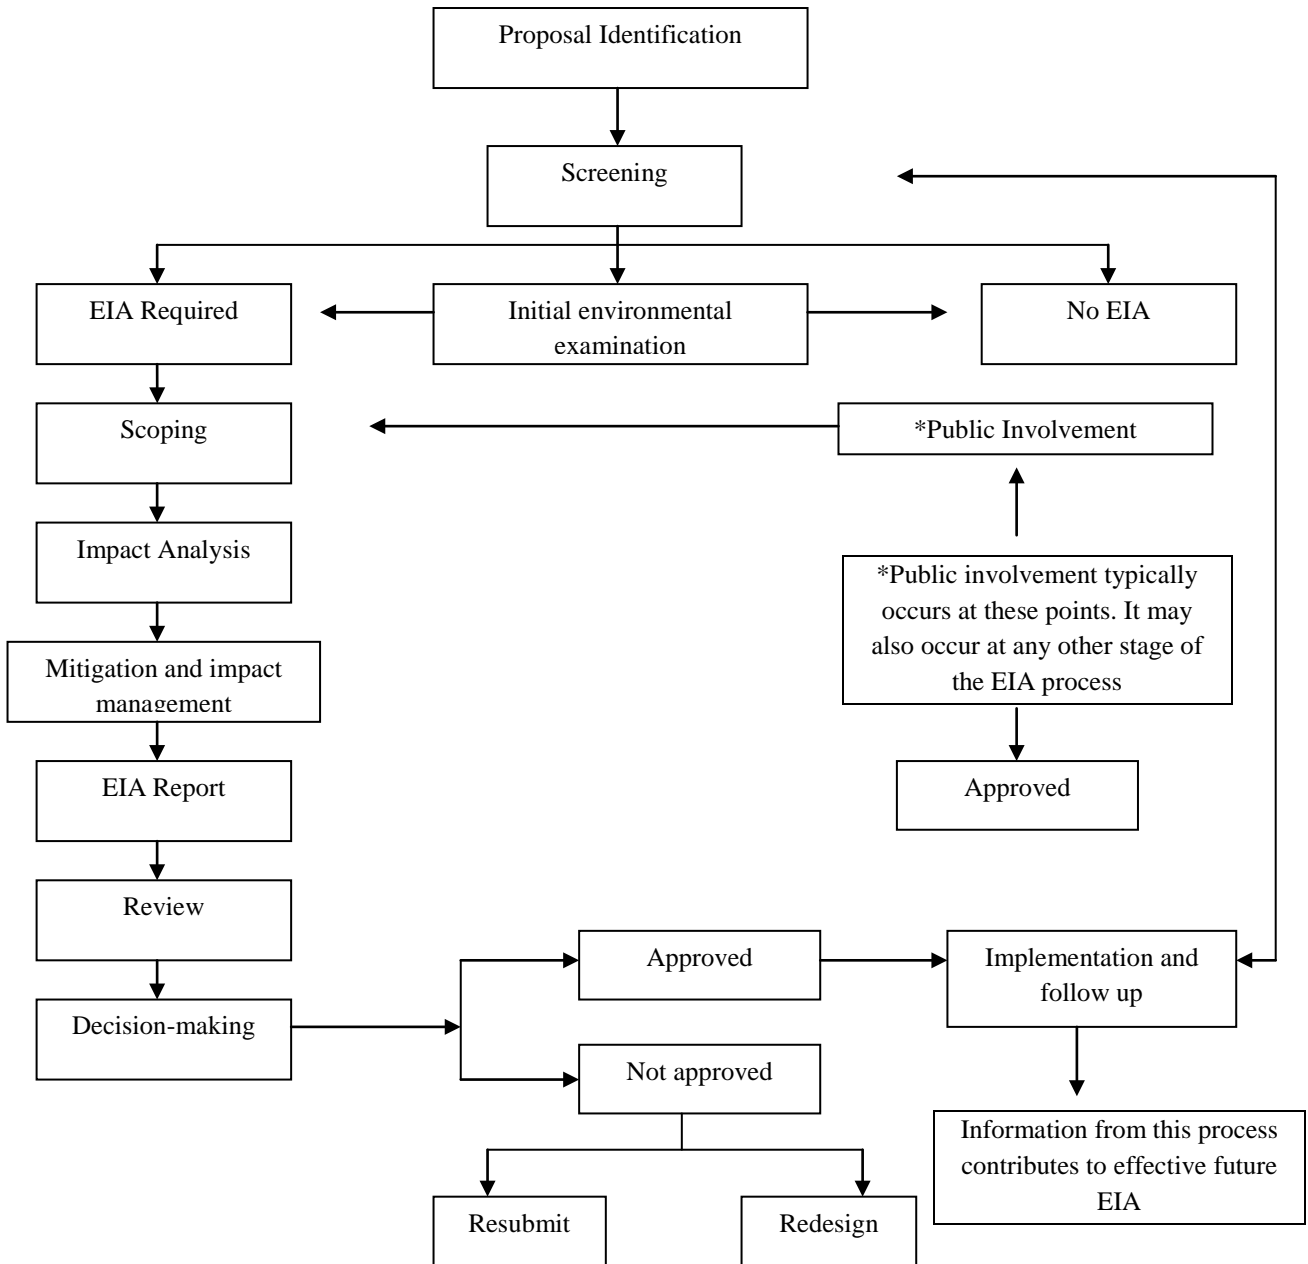 Proposal Identification
Screening
EIA Required
Initial environmental
examination
No EIA
Scoping
*Public Involvement
Impact Analysis
*Public involvement typically
occurs at these points. It may
also occur at any other stage of
the EIA process
Mitigation and impact
management
EIA Report
Approved
Review
Approved
Implementation and
follow up
Decision-making
Not approved
Information from this process
contributes to effective future
EIA
Resubmit
Redesign